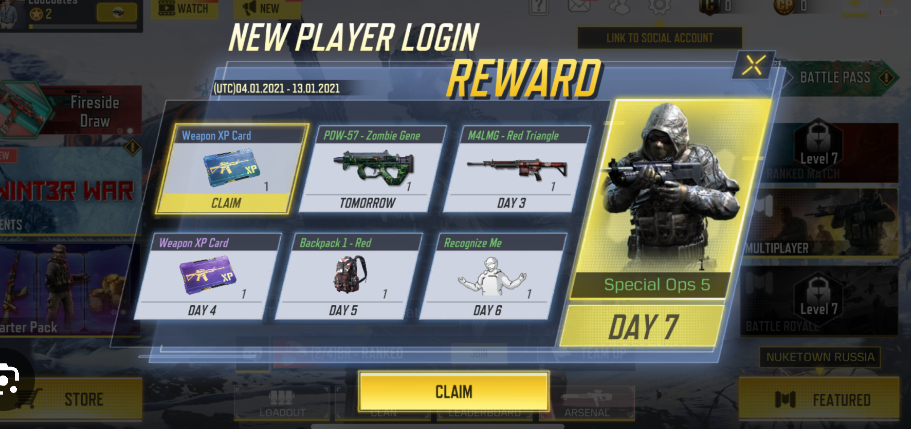 2
WATCH
NEW
NEW PLAYER LOGIN
REWARD
(UTC)04.01.2021 - 13.01.2021
LINK TO SOCIAL ACCOUNT
BATTLE PASS
Fireside
Draw
Weapon XP Card
XP
1
CLAIM
PDW-57 - Zombie Gene
1
TOMORROW
M4LMG - Red Triangle
1
DAY 3
Weapon XP Card
XP
1
DAY 4
Backpack 1 - Red
1
DAY 5
Recognize Me
1
DAY 6
1
Special Ops 5
DAY 7
WINT3R WAR
Level 7
RANKED MATCH
MULTIPLAYER
Level 7
BATTLE ROYALE
NUKETOWN RUSSIA
STORE
CLAIM
LOADOUT
CLAN
LEADERBOARD
ARSENAL
FEATURED